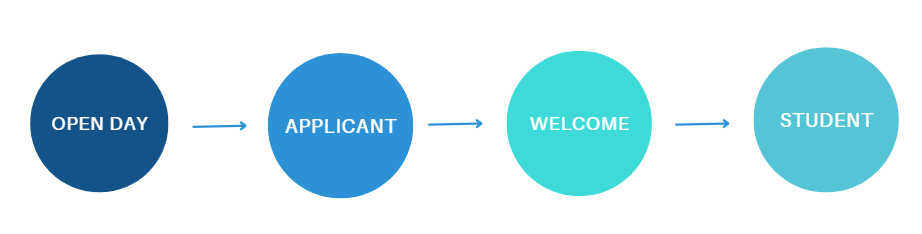 OPEN DAY
APPLICANT
WELCOME
STUDENT